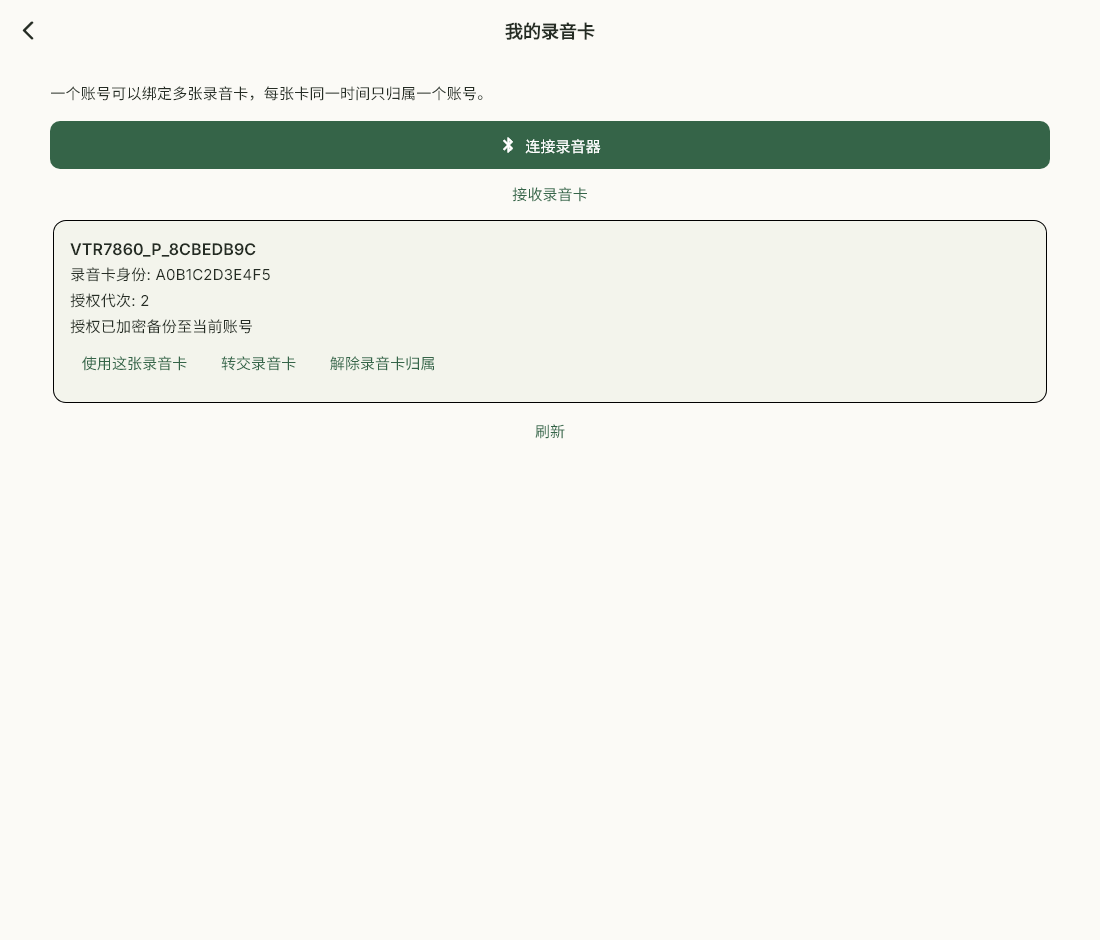 我的录音卡
一个账号可以绑定多张录音卡，每张卡同一时间只归属一个账号。
连接录音器
接收录音卡
VTR7860_P_8CBEDB9C
录音卡身份: A0B1C2D3E4F5
授权代次: 2
授权已加密备份至当前账号
使用这张录音卡 转交录音卡 解除录音卡归属
刷新